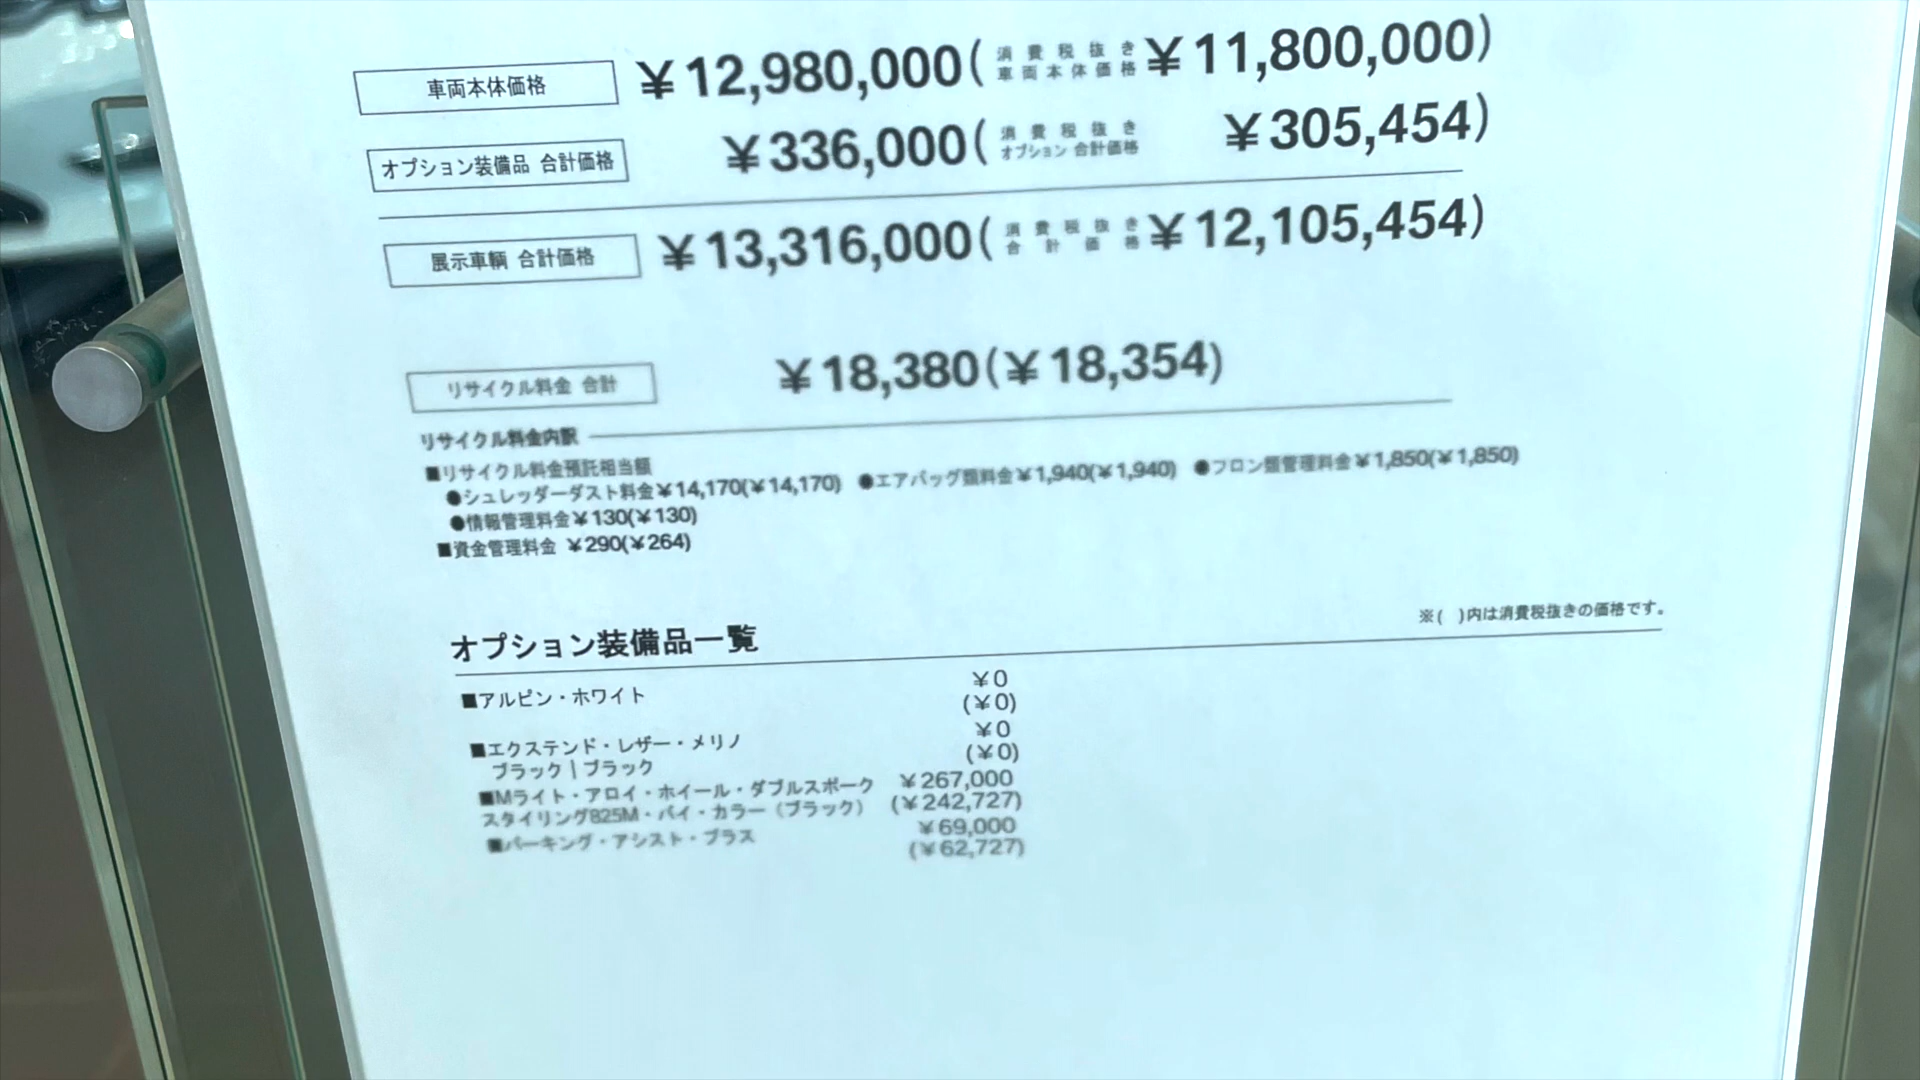 車両本体価格 ¥12,980,000(消費税抜き車両本体価格 ¥11,800,000)
オプション装備品 合計価格 ¥336,000(消費税抜きオプション合計価格 ¥305,454)
展示車輌 合計価格 ¥13,316,000(消費税抜き合計価格 ¥12,105,454)
リサイクル料金 合計 ¥18,380(¥18,354)
リサイクル料金内訳
■リサイクル料金預託相当額
●シュレッダーダスト料金¥14,170(¥14,170) ●エアバッグ類料金¥1,940(¥1,940) ●フロン類管理料金¥1,850(¥1,850)
●情報管理料金¥130(¥130)
■資金管理料金 ¥290(¥264)
※( )内は消費税抜きの価格です。
オプション装備品一覧
■アルピン・ホワイト ¥0
(¥0)
■エクステンド・レザー・メリノ ¥0
ブラック|ブラック (¥0)
■Mライト・アロイ・ホイール・ダブルスポーク ¥267,000
スタイリング825M・バイ・カラー（ブラック） (¥242,727)
■パーキング・アシスト・プラス ¥69,000
(¥62,727)